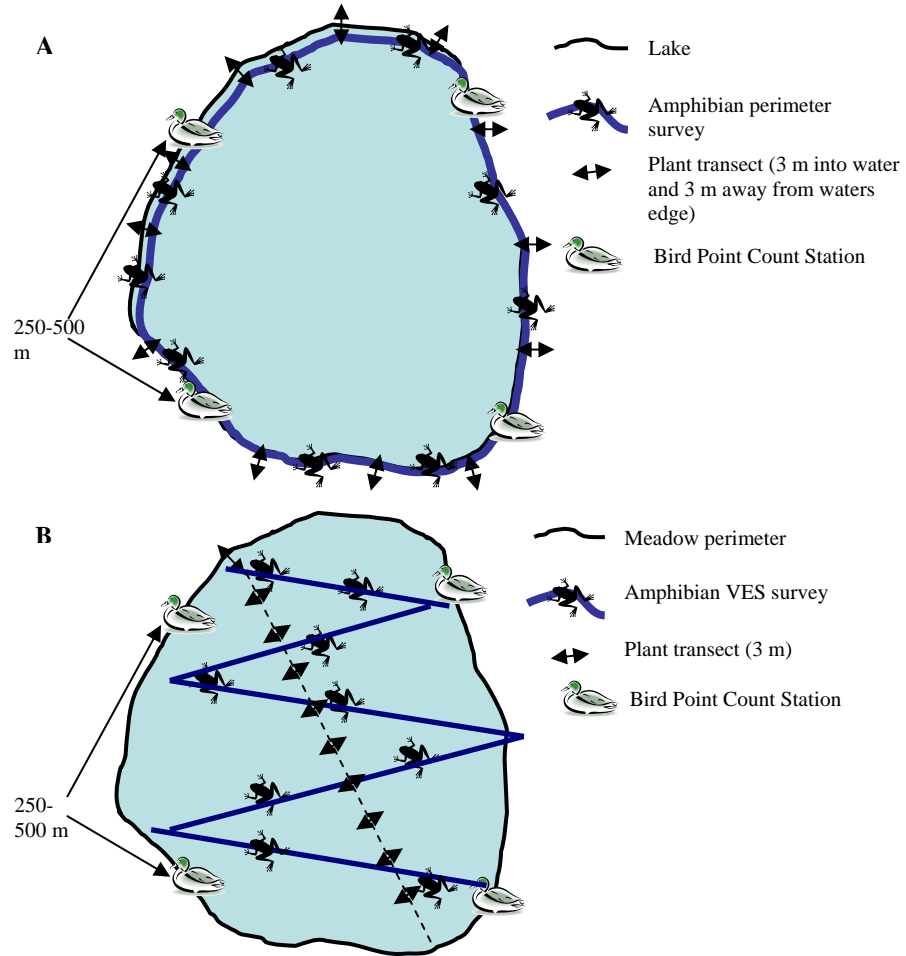 A
Lake
Amphibian perimeter
survey
Plant transect (3 m into water
and 3 m away from waters
edge)
Bird Point Count Station
250-500
m
B
Meadow perimeter
Amphibian VES survey
Plant transect (3 m)
Bird Point Count Station
250-
500 m